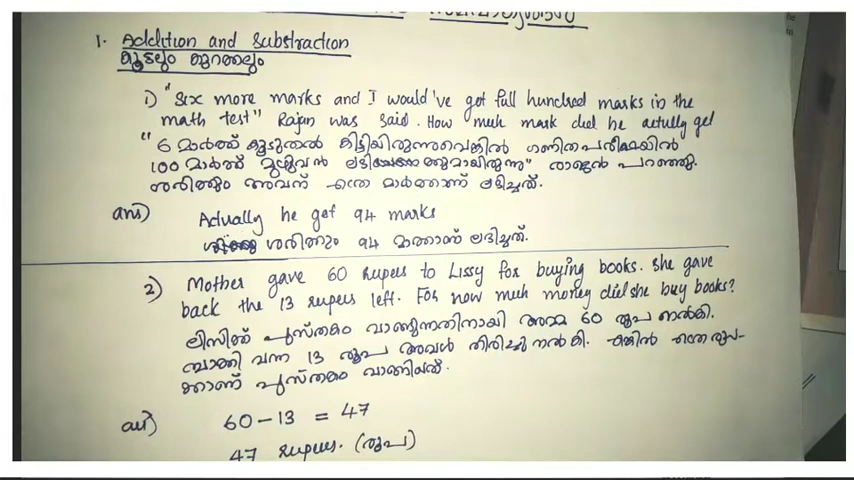 1. Addition and Substraction
കൂടലും കുറക്കലും
1) "Six more marks and I would've got full hundred marks in the
math test" Rajan was said. How much mark did he actully get
" 6 മാർക്ക് കൂടുതൽ കിട്ടിയിരുന്നുവെങ്കിൽ ഗണിതപരീക്ഷയിൽ
100 മാർക്ക് മുഴുവൻ ലഭിക്കുമായിരുന്നു" രാജൻ പറഞ്ഞു.
ശരിക്കും അവന് എത്ര മാർക്കാണ് ലഭിച്ചത്.
ans) Actually he got 94 marks
ശരിക്കും 94 മാർക്കാണ് ലഭിച്ചത്.
2) Mother gave 60 rupees to Lissy for buying books. She gave
back the 13 rupees left. For how much money did she buy books?
ലിസിക്ക് പുസ്തകം വാങ്ങുന്നതിനായി അമ്മ 60 രൂപ നൽകി.
ബാക്കി വന്ന 13 രൂപ അവൾ തിരിച്ചു നൽകി. എങ്കിൽ എത്ര രൂപ-
ക്കാണ് പുസ്തകം വാങ്ങിയത്.
an) 60 - 13 = 47
47 rupees. (രൂപ)